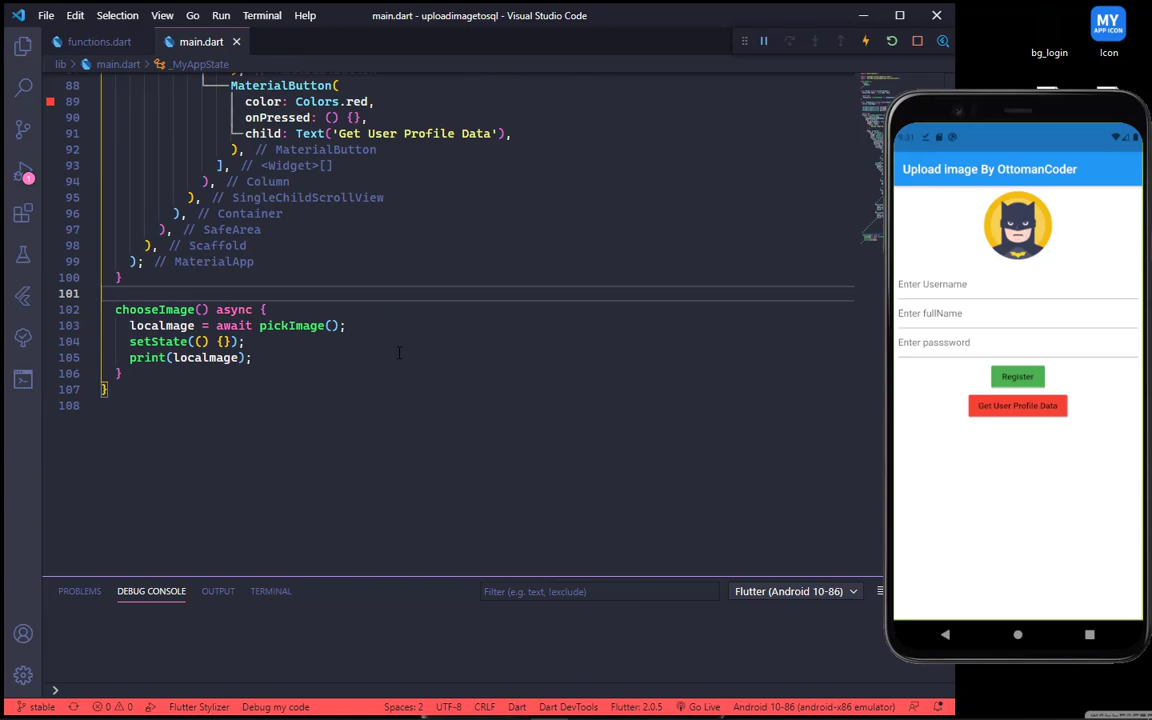 File Edit Selection View Go Run Terminal Help
main.dart - uploadimagetosql - Visual Studio Code
functions.dart
main.dart
lib > main.dart > _MyAppState
88 MaterialButton(
89 color: Colors.red,
90 onPressed: () {},
91 child: Text('Get User Profile Data'),
92 ), // MaterialButton
93 ], // <Widget>[]
94 ), // Column
95 ), // SingleChildScrollView
96 ), // Container
97 ), // SafeArea
98 ), // Scaffold
99 ); // MaterialApp
100 }
101
102 chooseImage() async {
103 localmage = await pickImage();
104 setState(() {});
105 print(localmage);
106 }
107 }
108
PROBLEMS DEBUG CONSOLE OUTPUT TERMINAL
Filter (e.g. text, !exclude)
Flutter (Android 10-86)
>
1
stable 0 0 Flutter Stylizer Debug my code
Spaces: 2 UTF-8 CRLF Dart Dart DevTools Flutter: 2.0.5 Go Live Android 10-86 (android-x86 emulator)
MY
APP ICON
bg_login
Icon
Upload image By OttomanCoder
Enter Username
Enter fullName
Enter passsword
Register
Get User Profile Data